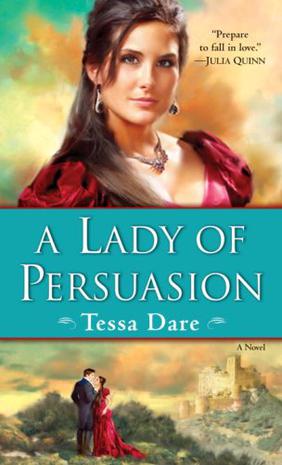 “Prepare
to fall in love.”
—JULIA QUINN
A LADY OF
PERSUASION
Tessa Dare
A Novel